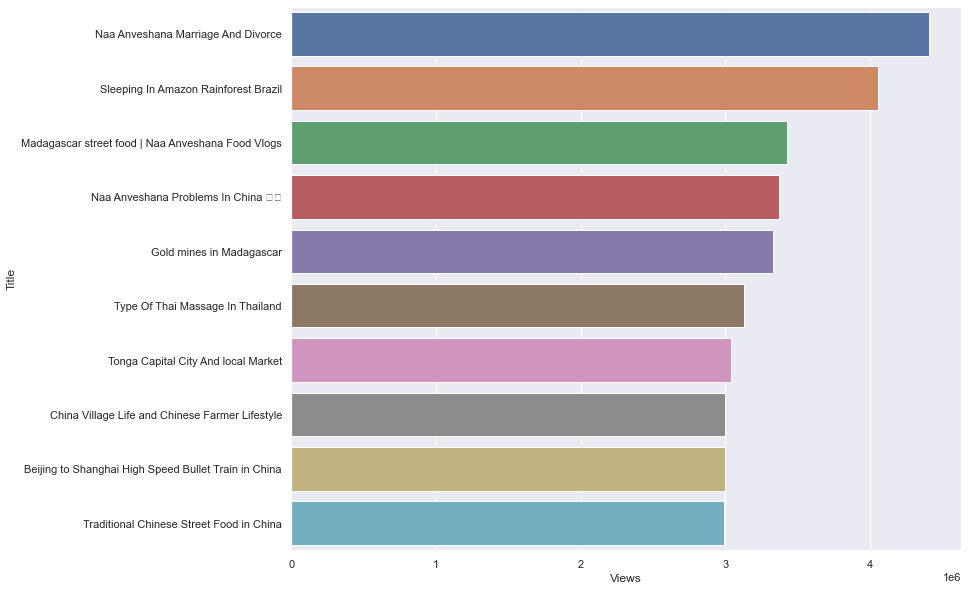 Naa Anveshana Marriage And Divorce
Sleeping In Amazon Rainforest Brazil
Madagascar street food | Naa Anveshana Food Vlogs
Naa Anveshana Problems In China □□
Gold mines in Madagascar
Type Of Thai Massage In Thailand
Tonga Capital City And local Market
China Village Life and Chinese Farmer Lifestyle
Beijing to Shanghai High Speed Bullet Train in China
Traditional Chinese Street Food in China
Title
0 1 2 3 4
Views
1e6